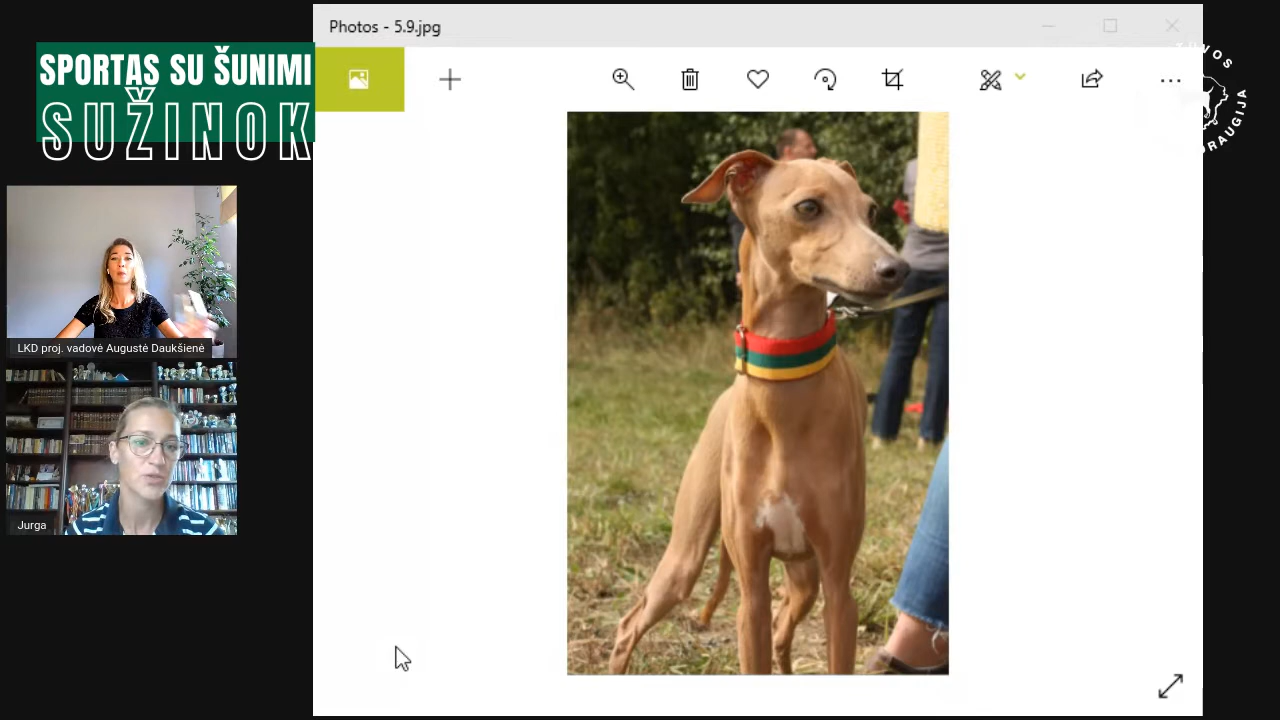 Photos - 5.9.jpg
SPORTAS SU ŠUNIMI
SUŽINOK
LKD proj. vadovė Augustė Daukšienė
Jurga